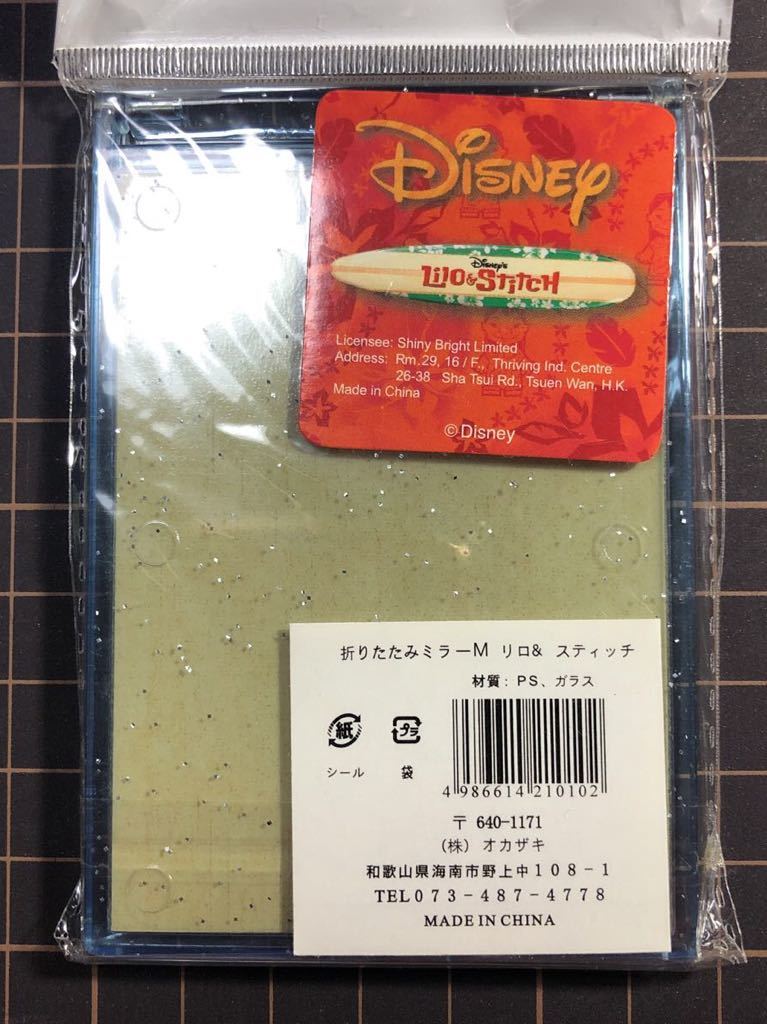 DISNEY
Disney's
Lilo & Stitch
Licensee: Shiny Bright Limited
Address: Rm.29, 16 / F., Thriving Ind. Centre
26-38 Sha Tsui Rd., Tsuen Wan, H.K.
Made in China
©Disney
折りたたみミラーM リロ& スティッチ
材質：PS、ガラス
紙 プラ
シール 袋
4 986614 210102
〒 640-1171
(株) オカザキ
和歌山県海南市野上中108-1
TEL073-487-4778
MADE IN CHINA